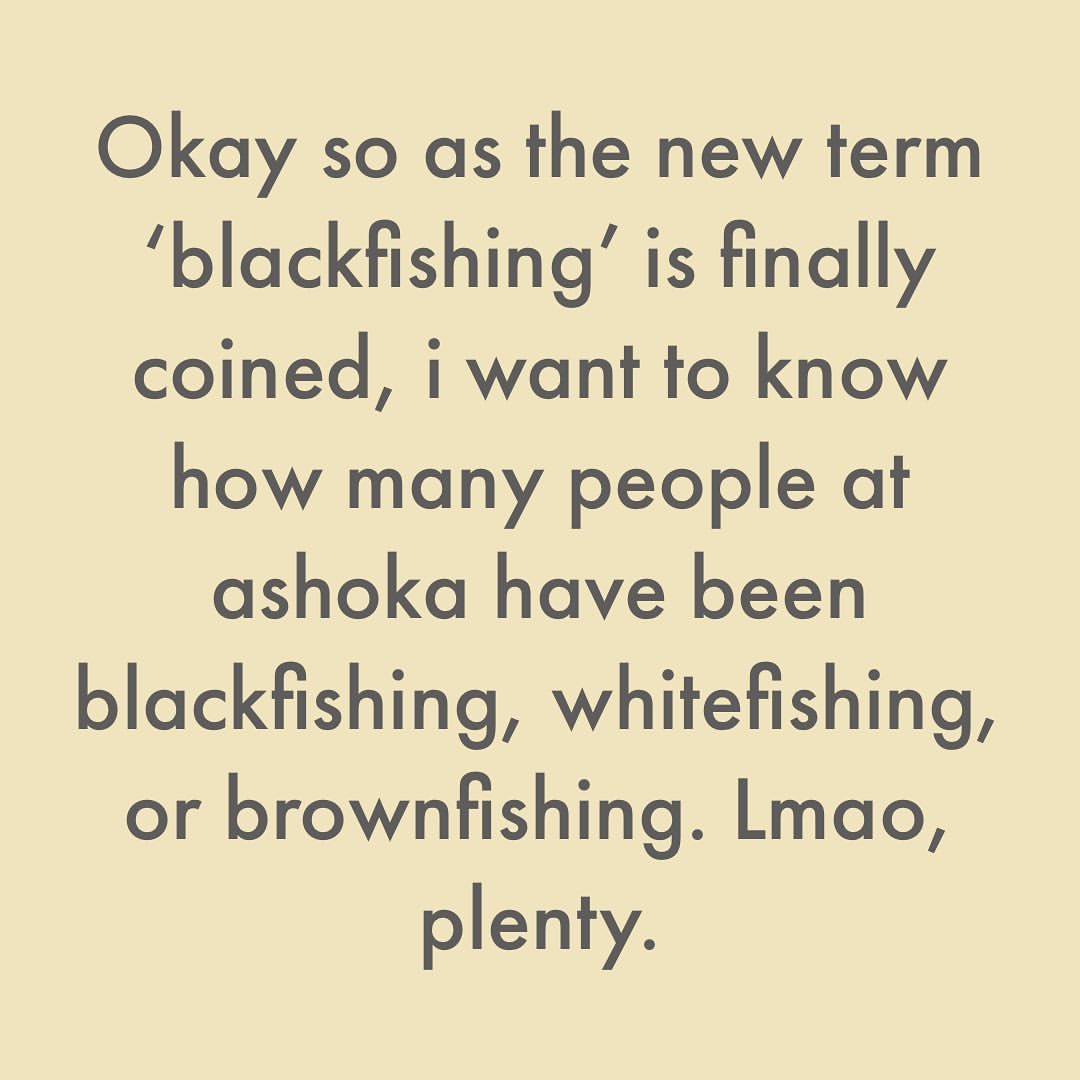 Okay so as the new term
‘blackfishing’ is finally
coined, i want to know
how many people at
ashoka have been
blackfishing, whitefishing,
or brownfishing. Lmao,
plenty.